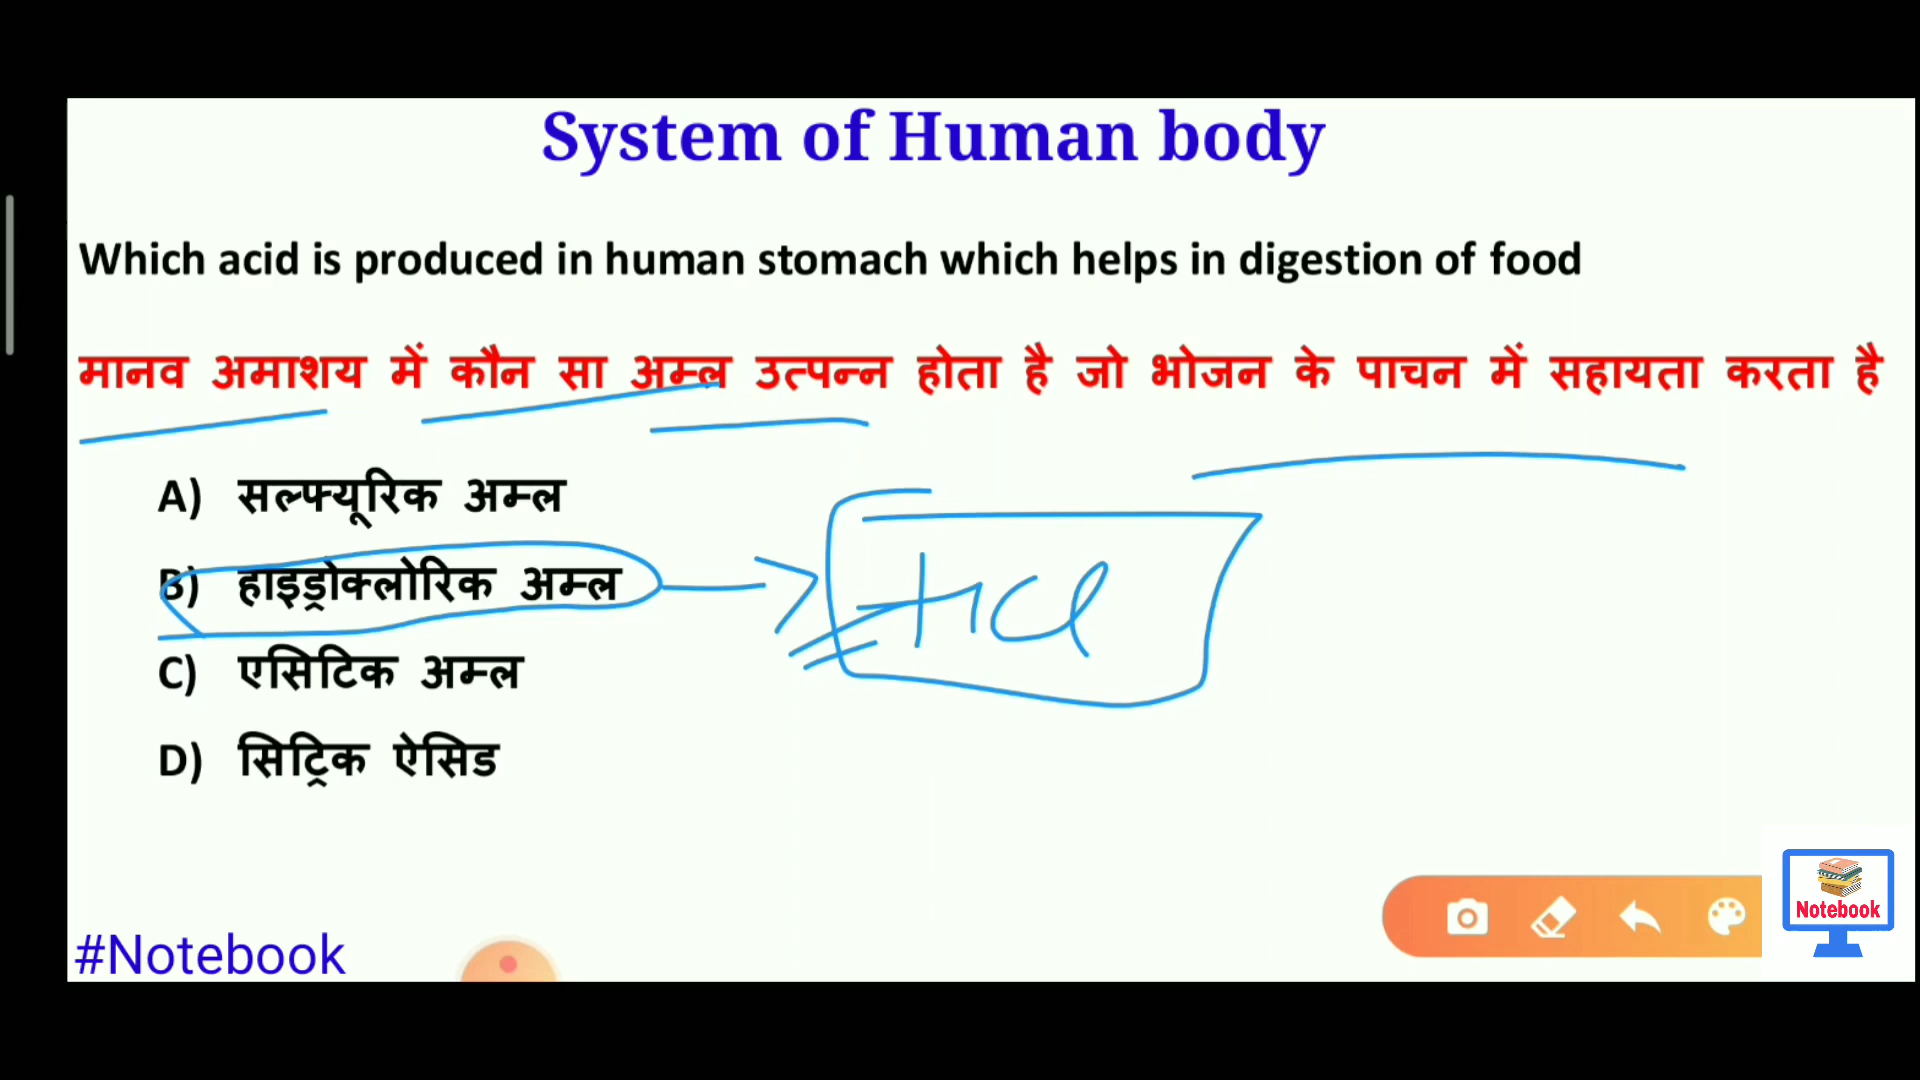 System of Human body
Which acid is produced in human stomach which helps in digestion of food
मानव अमाशय में कौन सा अम्ल उत्पन्न होता है जो भोजन के पाचन में सहायता करता है
A) सल्फ्यूरिक अम्ल
B) हाइड्रोक्लोरिक अम्ल
HCl
C) एसिटिक अम्ल
D) सिट्रिक ऐसिड
Notebook
#Notebook